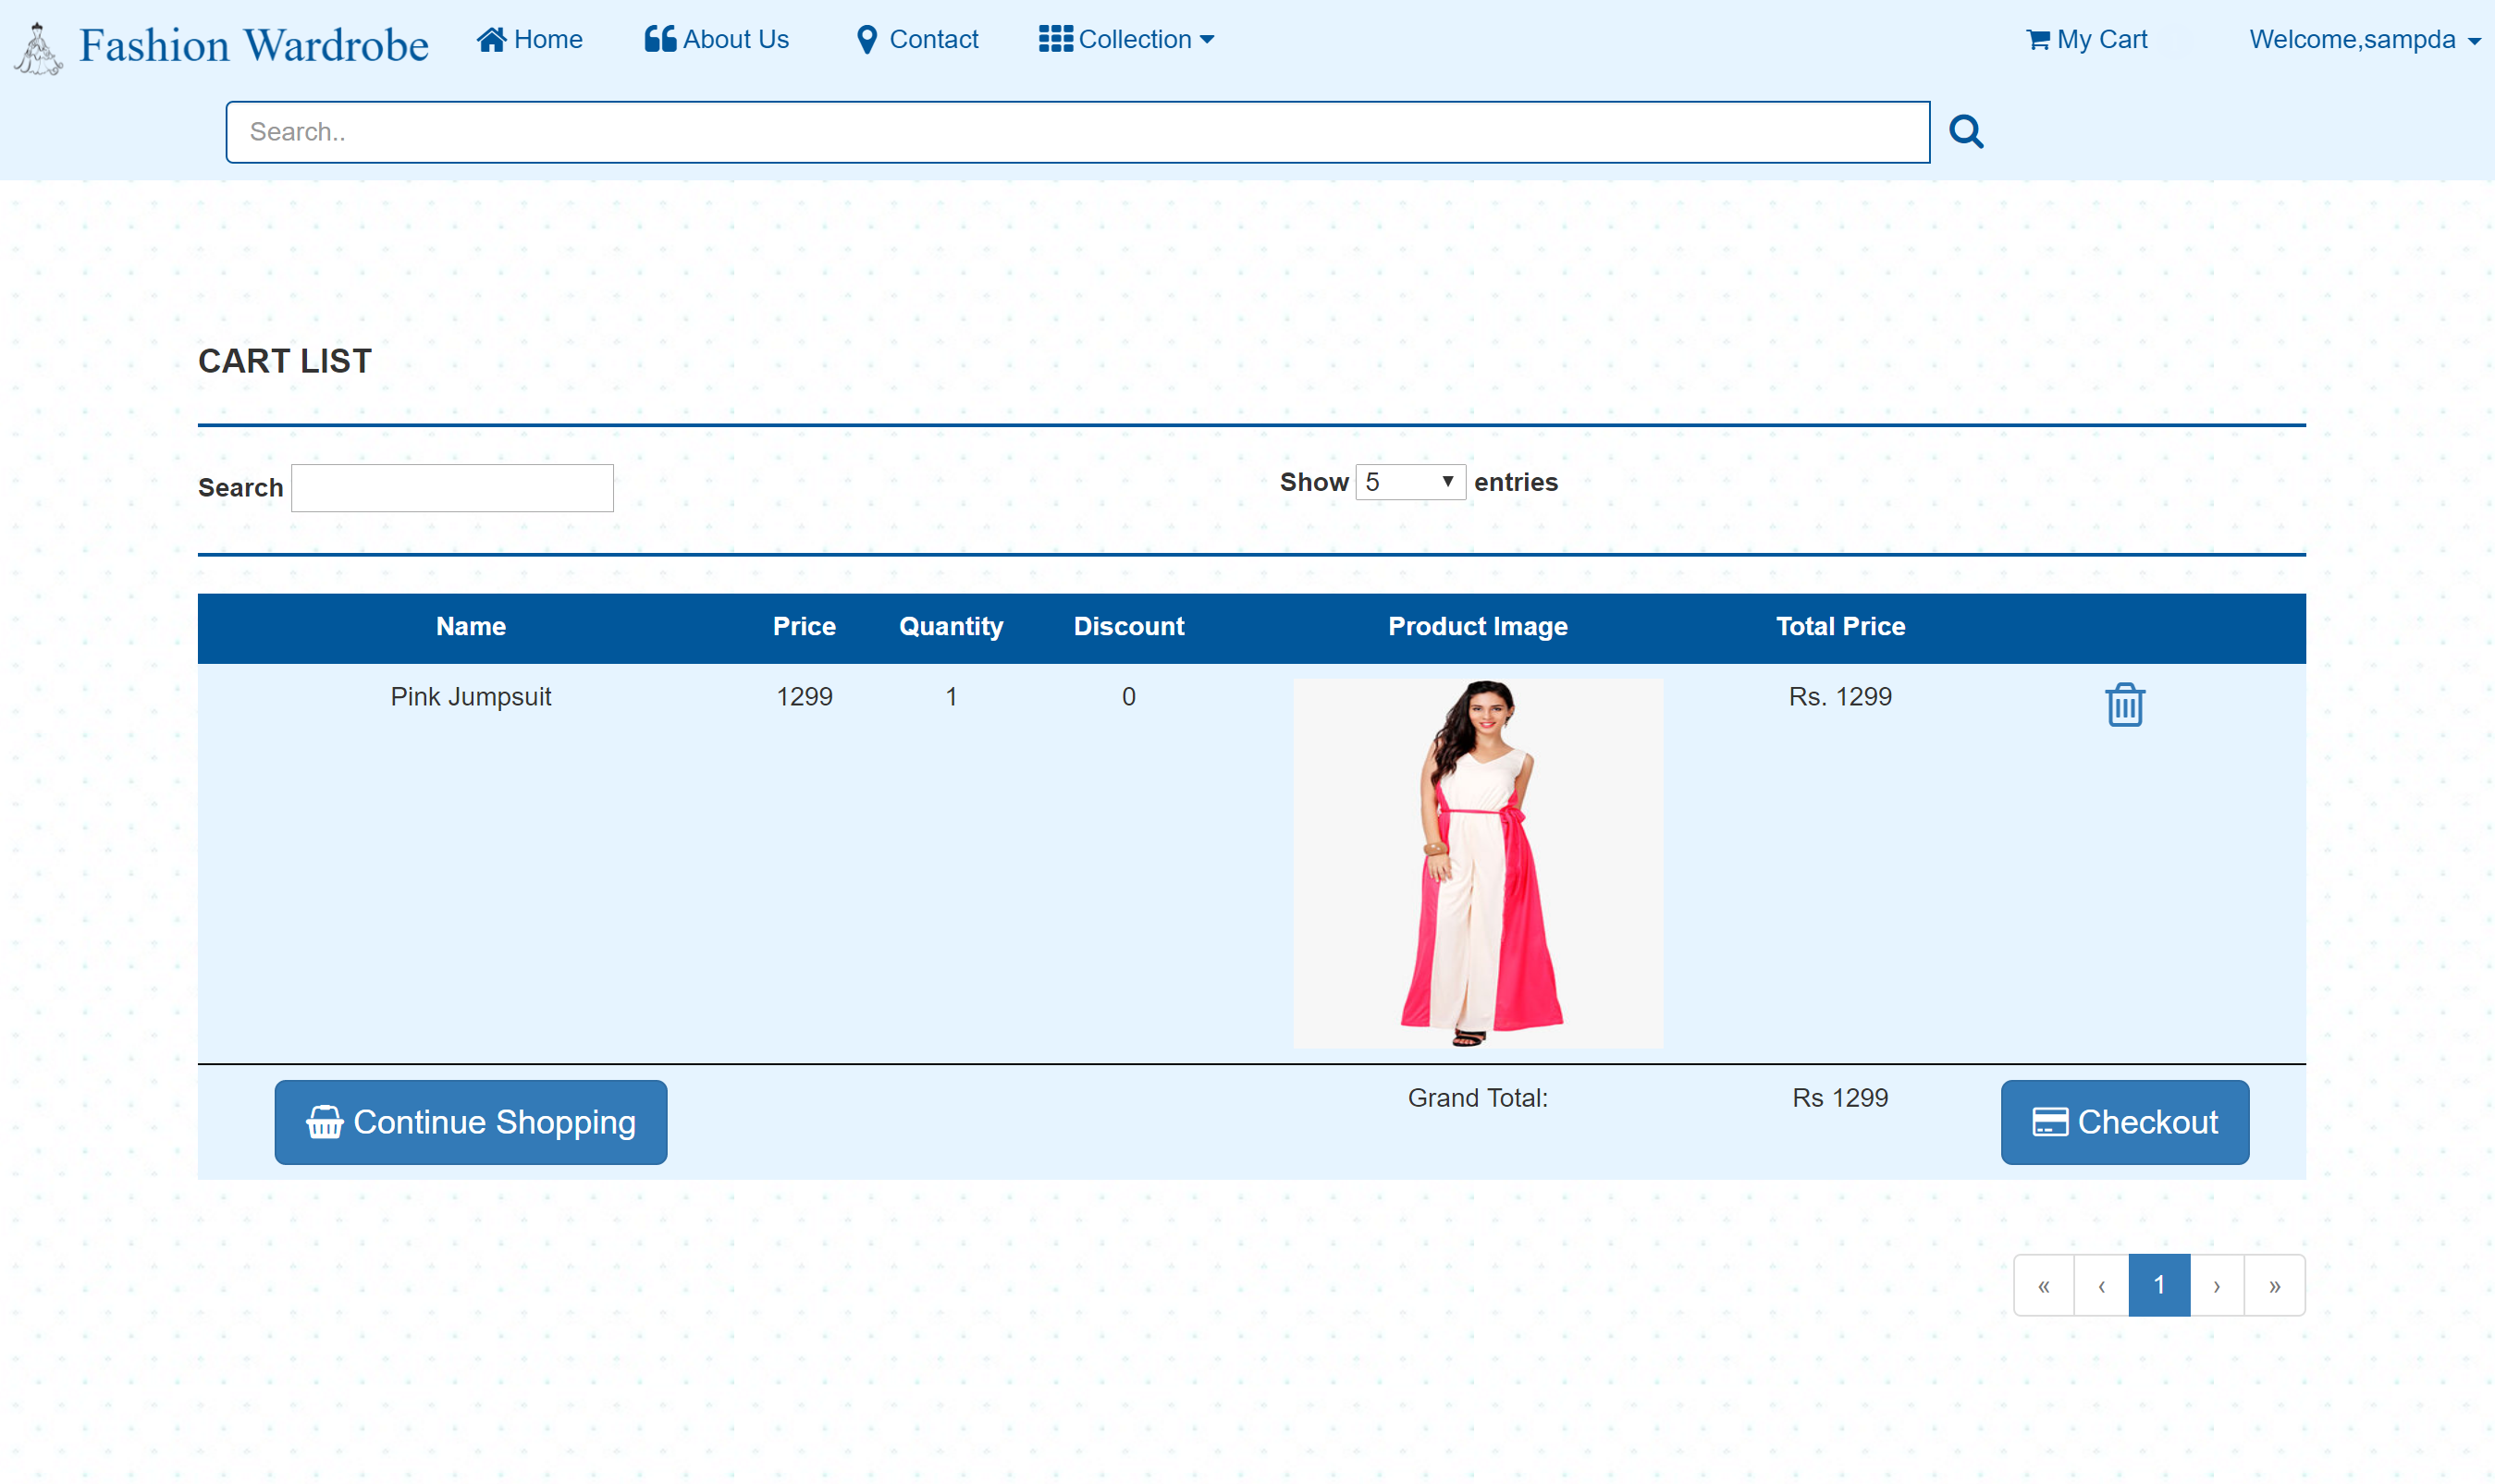 Fashion Wardrobe Home About Us Contact Collection My Cart Welcome,sampda
Search..
CART LIST
Search Show 5 entries
Name Price Quantity Discount Product Image Total Price
Pink Jumpsuit 1299 1 0 Rs. 1299
Continue Shopping Grand Total: Rs 1299 Checkout
« ‹ 1 › »